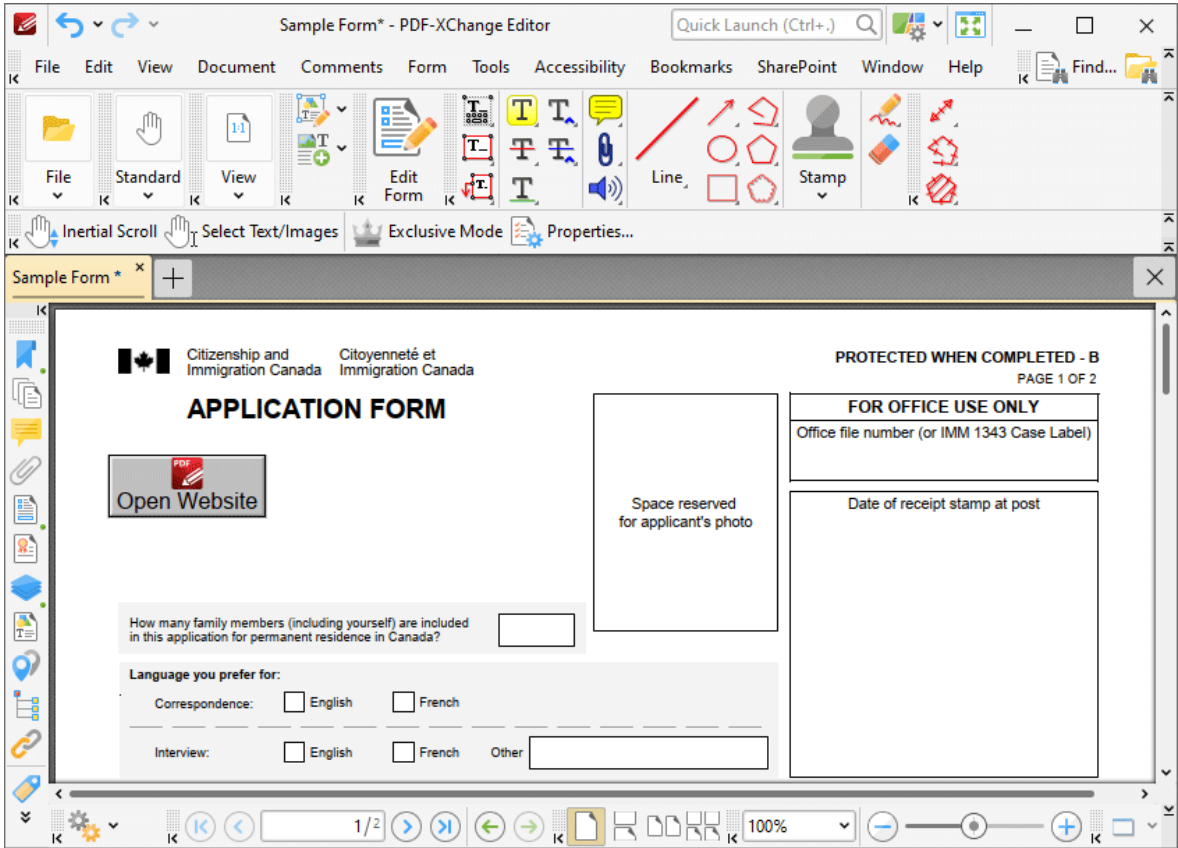 Sample Form* - PDF-XChange Editor
Quick Launch (Ctrl+.)
File Edit View Document Comments Form Tools Accessibility Bookmarks SharePoint Window Help Find...
File Standard View Edit Form Line Stamp
Inertial Scroll Select Text/Images Exclusive Mode Properties...
Sample Form *
Citizenship and Immigration Canada
Citoyenneté et Immigration Canada
PROTECTED WHEN COMPLETED - B
PAGE 1 OF 2
APPLICATION FORM
FOR OFFICE USE ONLY
Office file number (or IMM 1343 Case Label)
PDF
Open Website
Space reserved
for applicant's photo
Date of receipt stamp at post
How many family members (including yourself) are included
in this application for permanent residence in Canada?
Language you prefer for:
Correspondence: English French
Interview: English French Other
1/2
100%